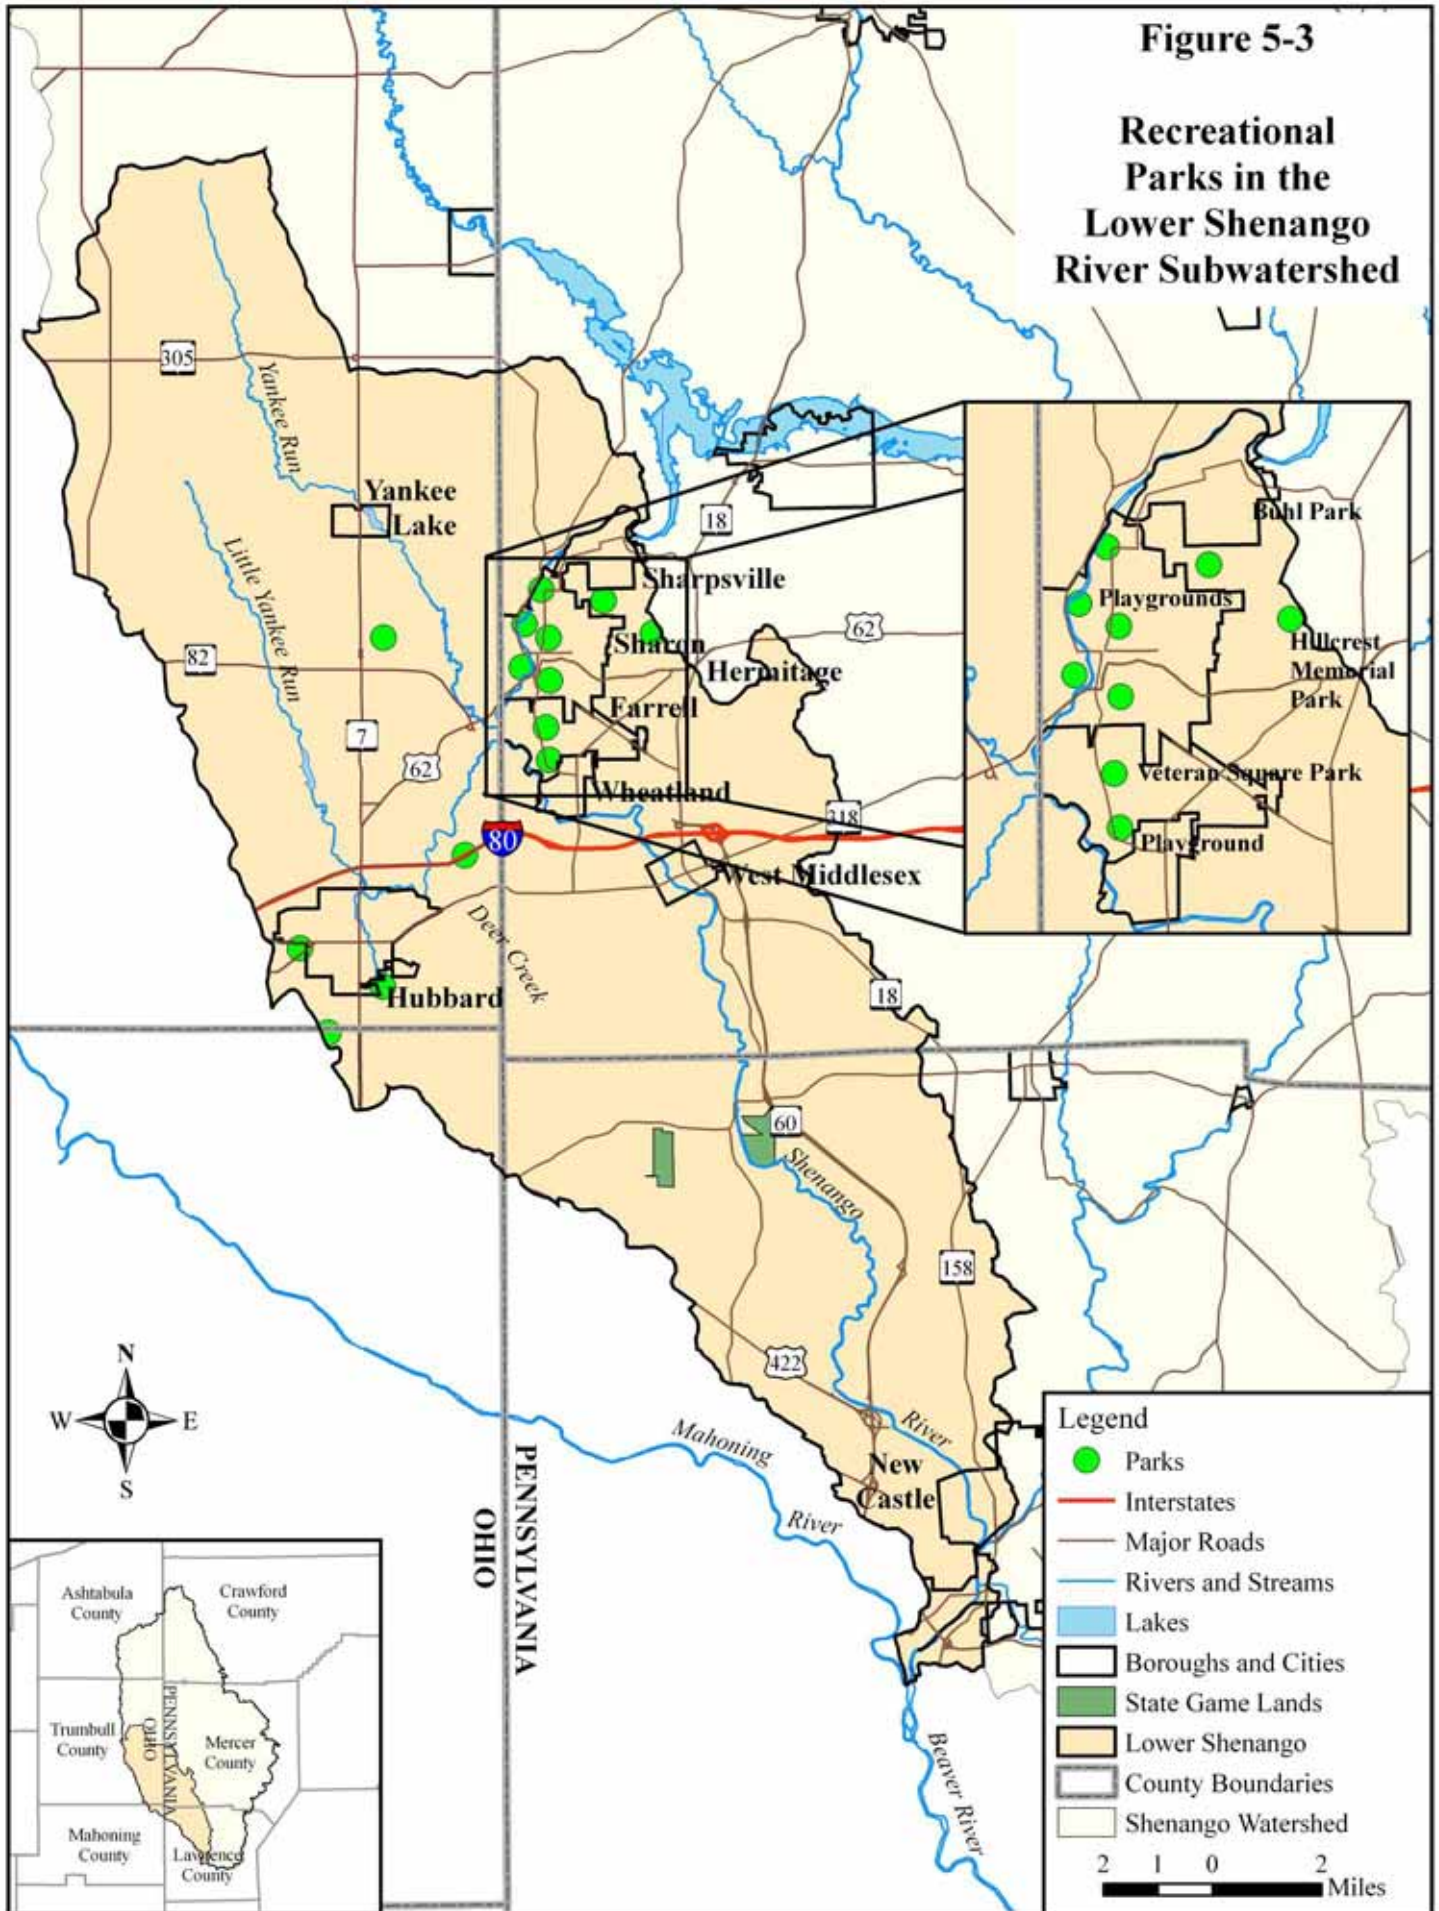 Figure 5-3
Recreational
Parks in the
Lower Shenango
River Subwatershed
305
Yankee Run
Yankee
Lake
Little Yankee Run
18
Sharpsville
62
Sharon
Hermitage
82
Farrell
7
62
Wheatland
318
80
West Middlesex
Deer Creek
Hubbard
18
Buhl Park
Playgrounds
Hillcrest
Memorial
Park
Veteran Square Park
Playground
60
Shenango
158
422
River
New
Castle
Mahoning
River
Beaver River
PENNSYLVANIA
OHIO
N
W
E
S
Ashtabula
County
Crawford
County
Trumbull
County
PENNSYLVANIA
OHIO
Mercer
County
Mahoning
County
Lawrence
County
Legend
Parks
Interstates
Major Roads
Rivers and Streams
Lakes
Boroughs and Cities
State Game Lands
Lower Shenango
County Boundaries
Shenango Watershed
2 1 0 2
Miles